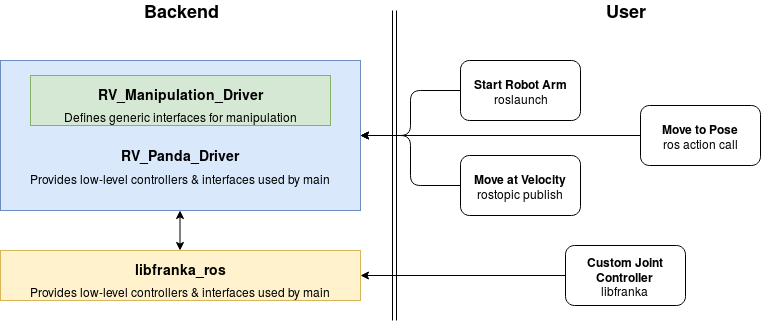 Backend
User
RV_Manipulation_Driver
Defines generic interfaces for manipulation
RV_Panda_Driver
Provides low-level controllers & interfaces used by main
libfranka_ros
Provides low-level controllers & interfaces used by main
Start Robot Arm
roslaunch
Move to Pose
ros action call
Move at Velocity
rostopic publish
Custom Joint
Controller
libfranka